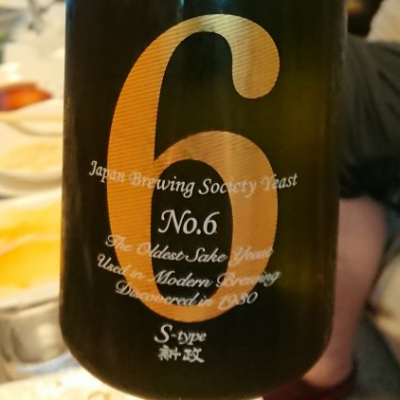 6
Japan Brewing Society Yeast
No.6
The Oldest Sake Yeast
Used in Modern Brewing
Discovered in 1930
S-type
新政